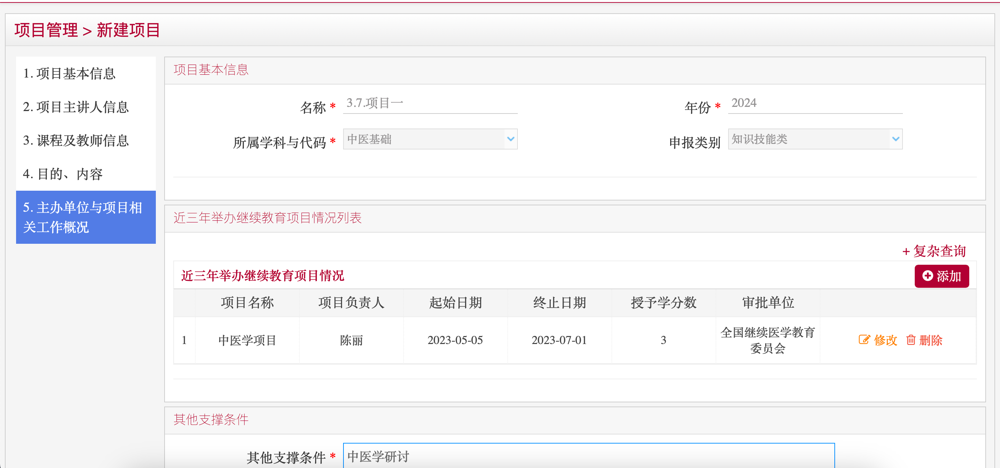 项目管理 > 新建项目
1. 项目基本信息
2. 项目主讲人信息
3. 课程及教师信息
4. 目的、内容
5. 主办单位与项目相
关工作概况
项目基本信息
名称 * 3.7.项目一 年份 * 2024
所属学科与代码 * 中医基础 申报类别 知识技能类
近三年举办继续教育项目情况列表
+ 复杂查询
近三年举办继续教育项目情况 添加
项目名称 项目负责人 起始日期 终止日期 授予学分数 审批单位
1 中医学项目 陈丽 2023-05-05 2023-07-01 3 全国继续医学教育委员会 修改 删除
其他支撑条件
其他支撑条件 * 中医学研讨